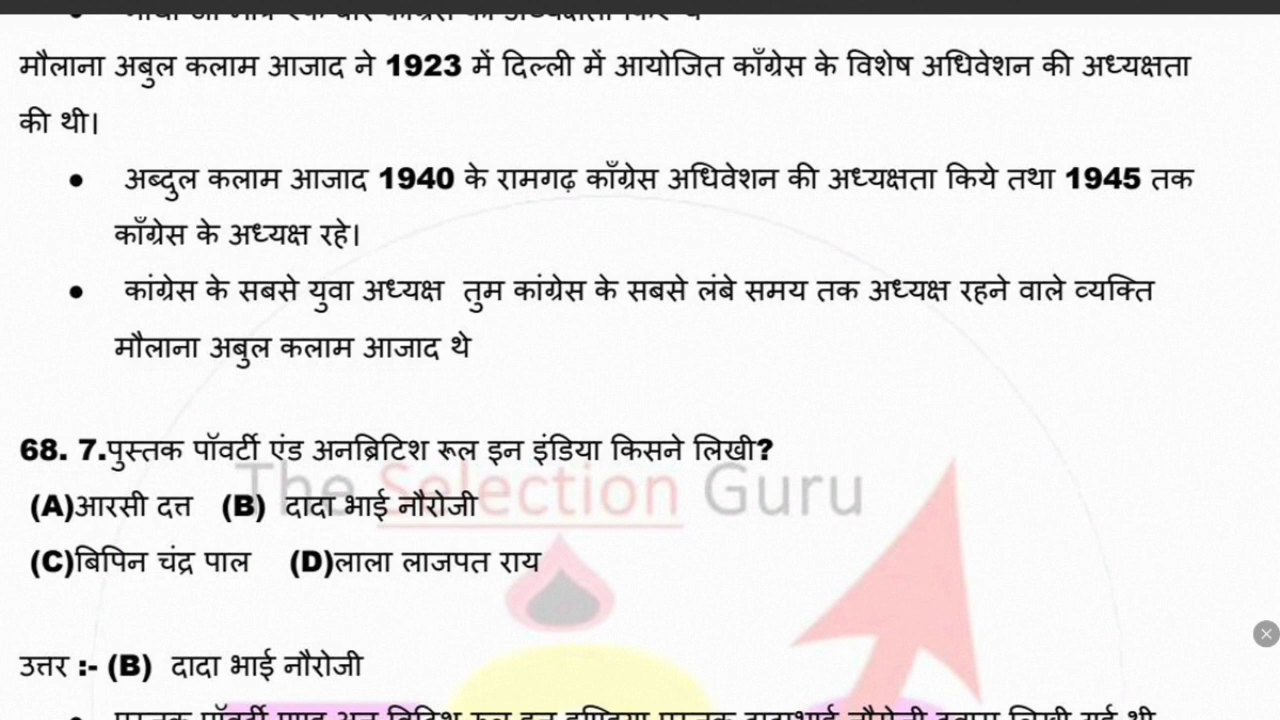 मौलाना अबुल कलाम आजाद ने 1923 में दिल्ली में आयोजित काँग्रेस के विशेष अधिवेशन की अध्यक्षता
की थी।
● अब्दुल कलाम आजाद 1940 के रामगढ़ काँग्रेस अधिवेशन की अध्यक्षता किये तथा 1945 तक
काँग्रेस के अध्यक्ष रहे।
● कांग्रेस के सबसे युवा अध्यक्ष तुम कांग्रेस के सबसे लंबे समय तक अध्यक्ष रहने वाले व्यक्ति
मौलाना अबुल कलाम आजाद थे
68. 7.पुस्तक पॉवर्टी एंड अनब्रिटिश रूल इन इंडिया किसने लिखी?
The Selection Guru
(A)आरसी दत्त (B) दादा भाई नौरोजी
(C)बिपिन चंद्र पाल (D)लाला लाजपत राय
उत्तर :- (B) दादा भाई नौरोजी